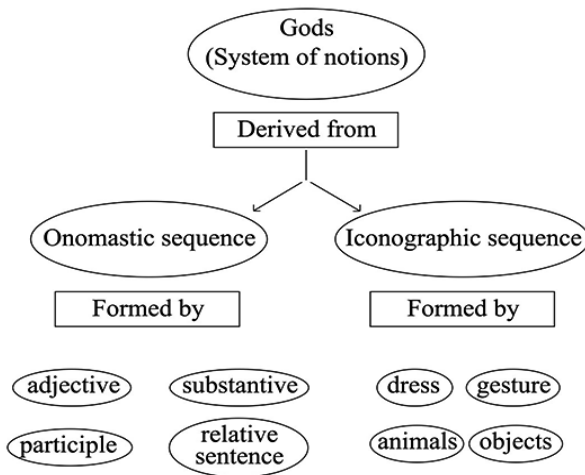 Gods
(System of notions)
Derived from
Onomastic sequence
Iconographic sequence
Formed by
Formed by
adjective
substantive
dress
gesture
participle
relative
sentence
animals
objects